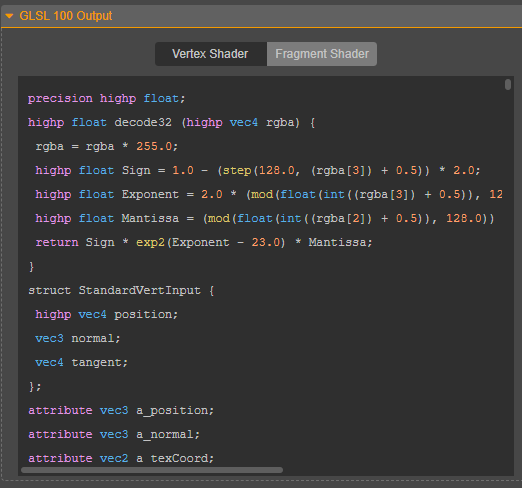 GLSL 100 Output
Vertex Shader
Fragment Shader
precision highp float;
highp float decode32 (highp vec4 rgba) {
rgba = rgba * 255.0;
highp float Sign = 1.0 - (step(128.0, (rgba[3]) + 0.5)) * 2.0;
highp float Exponent = 2.0 * (mod(float(int((rgba[3]) + 0.5)), 12
highp float Mantissa = (mod(float(int((rgba[2]) + 0.5)), 128.0))
return Sign * exp2(Exponent - 23.0) * Mantissa;
}
struct StandardVertInput {
highp vec4 position;
vec3 normal;
vec4 tangent;
};
attribute vec3 a_position;
attribute vec3 a_normal;
attribute vec2 a_texCoord;